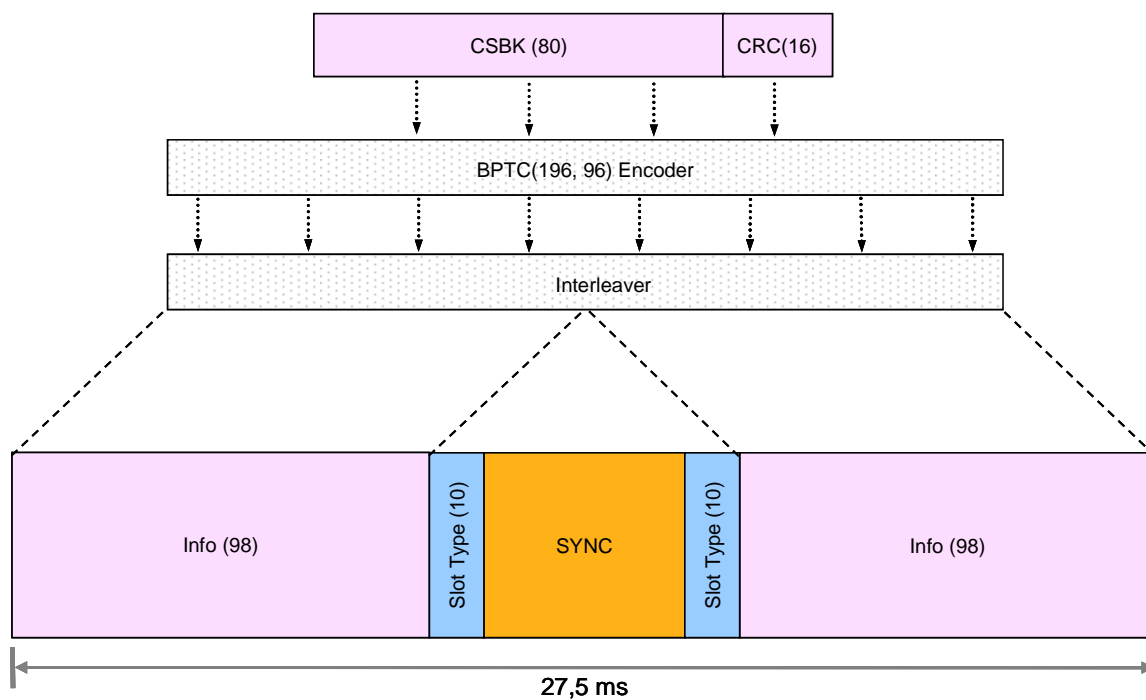 CSBK (80)
CRC(16)
BPTC(196, 96) Encoder
Interleaver
Info (98)
Slot Type (10)
SYNC
Slot Type (10)
Info (98)
27,5 ms